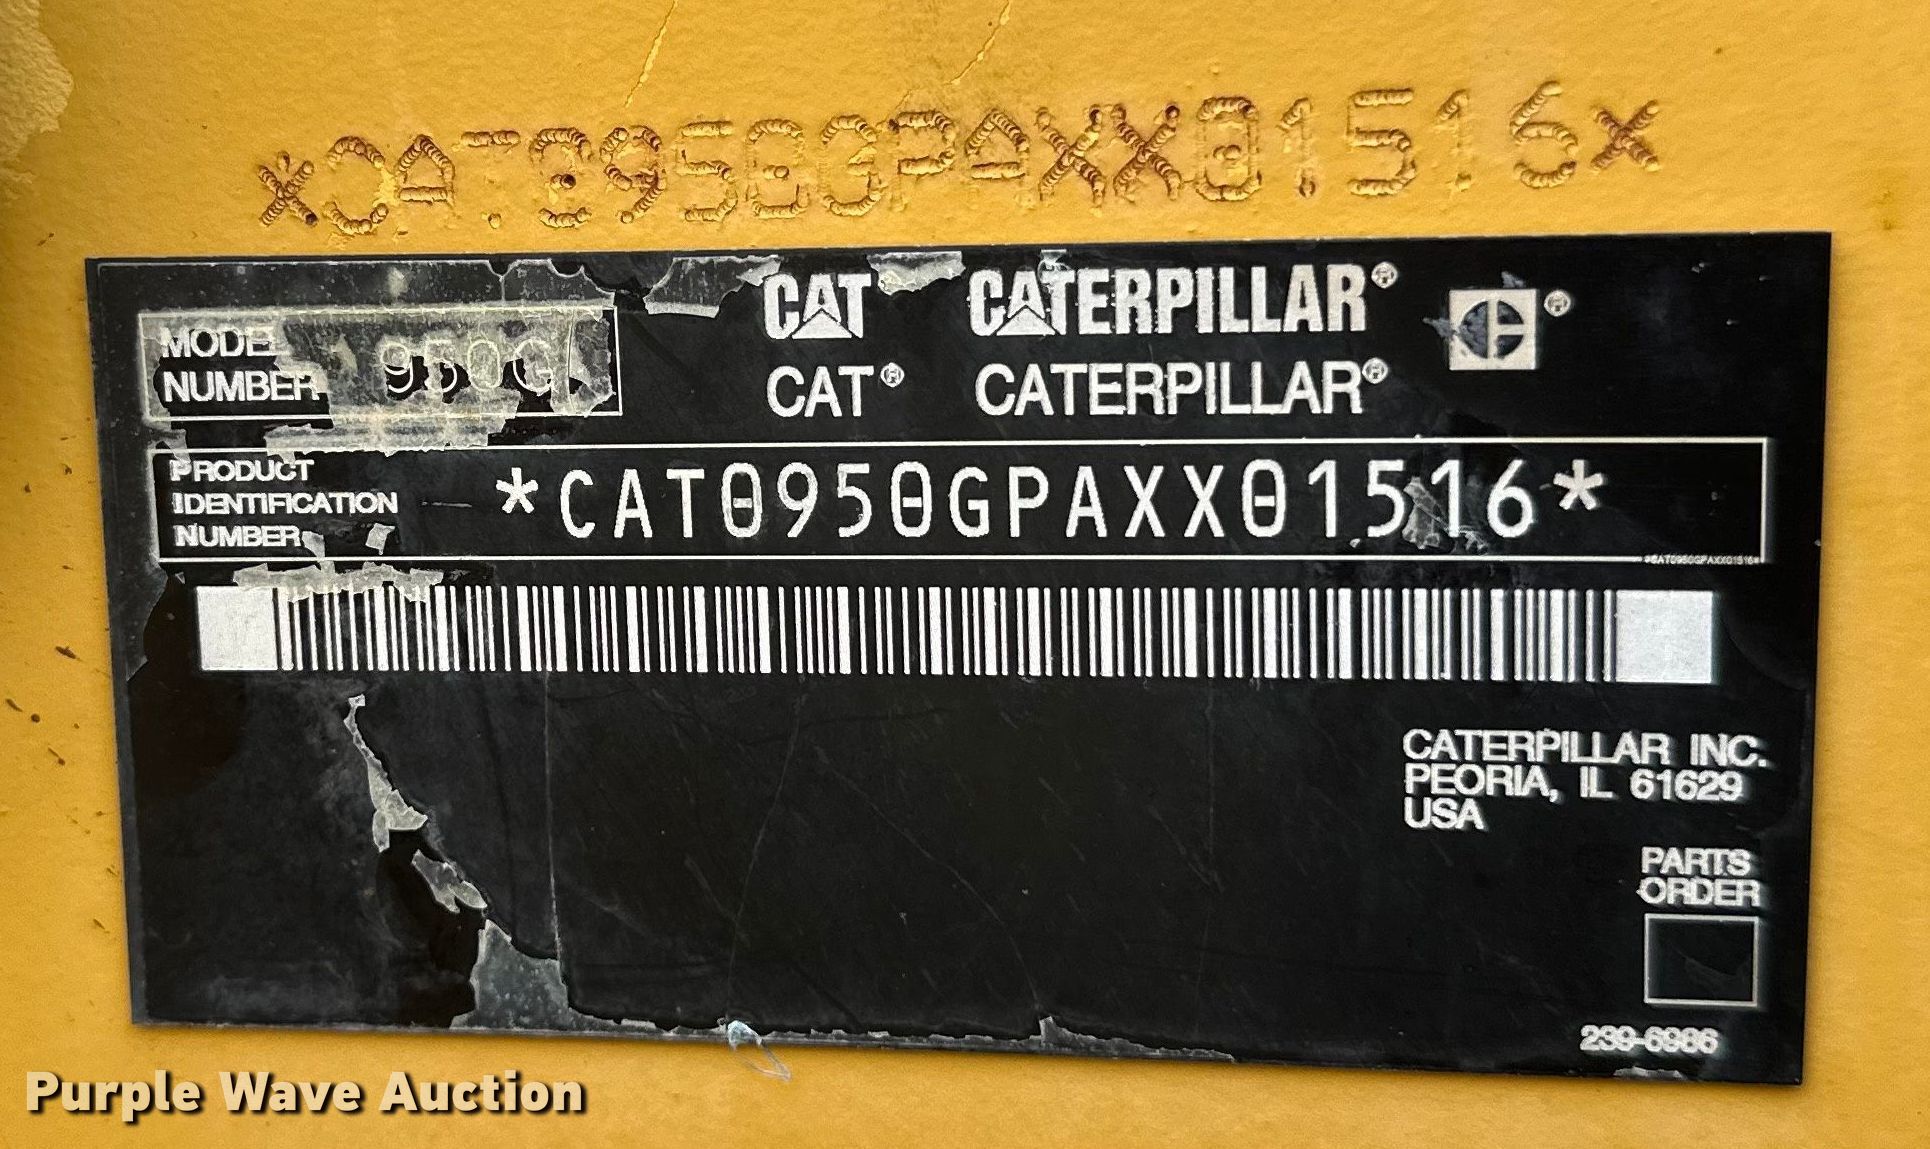 *CAT0950GPAXX01516*
CAT CATERPILLAR® ®
MODEL NUMBER 950G
CAT® CATERPILLAR®
PRODUCT IDENTIFICATION NUMBER *CAT0950GPAXX01516*
*CAT0950GPAXX01516*
CATERPILLAR INC.
PEORIA, IL 61629
USA
PARTS
ORDER
239-6986
Purple Wave Auction